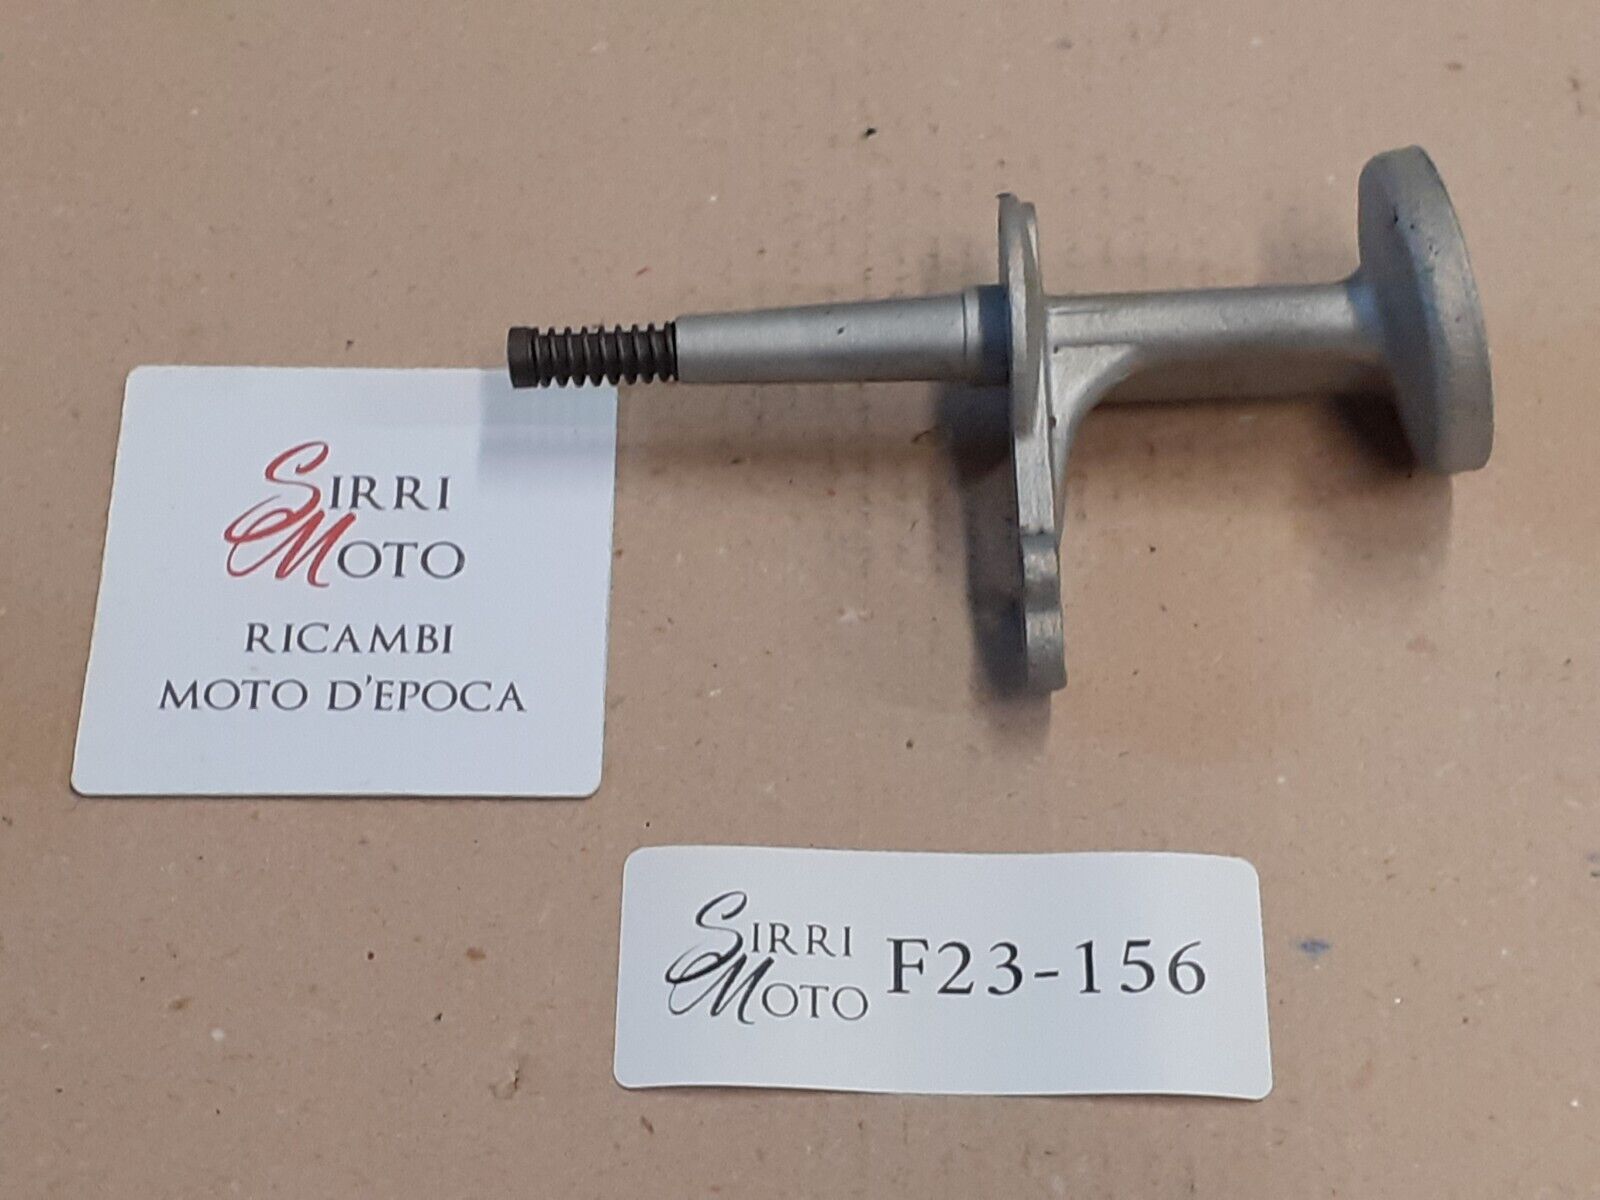 SIRRI
MOTO
RICAMBI
MOTO D'EPOCA
SIRRI
MOTO
F23-156